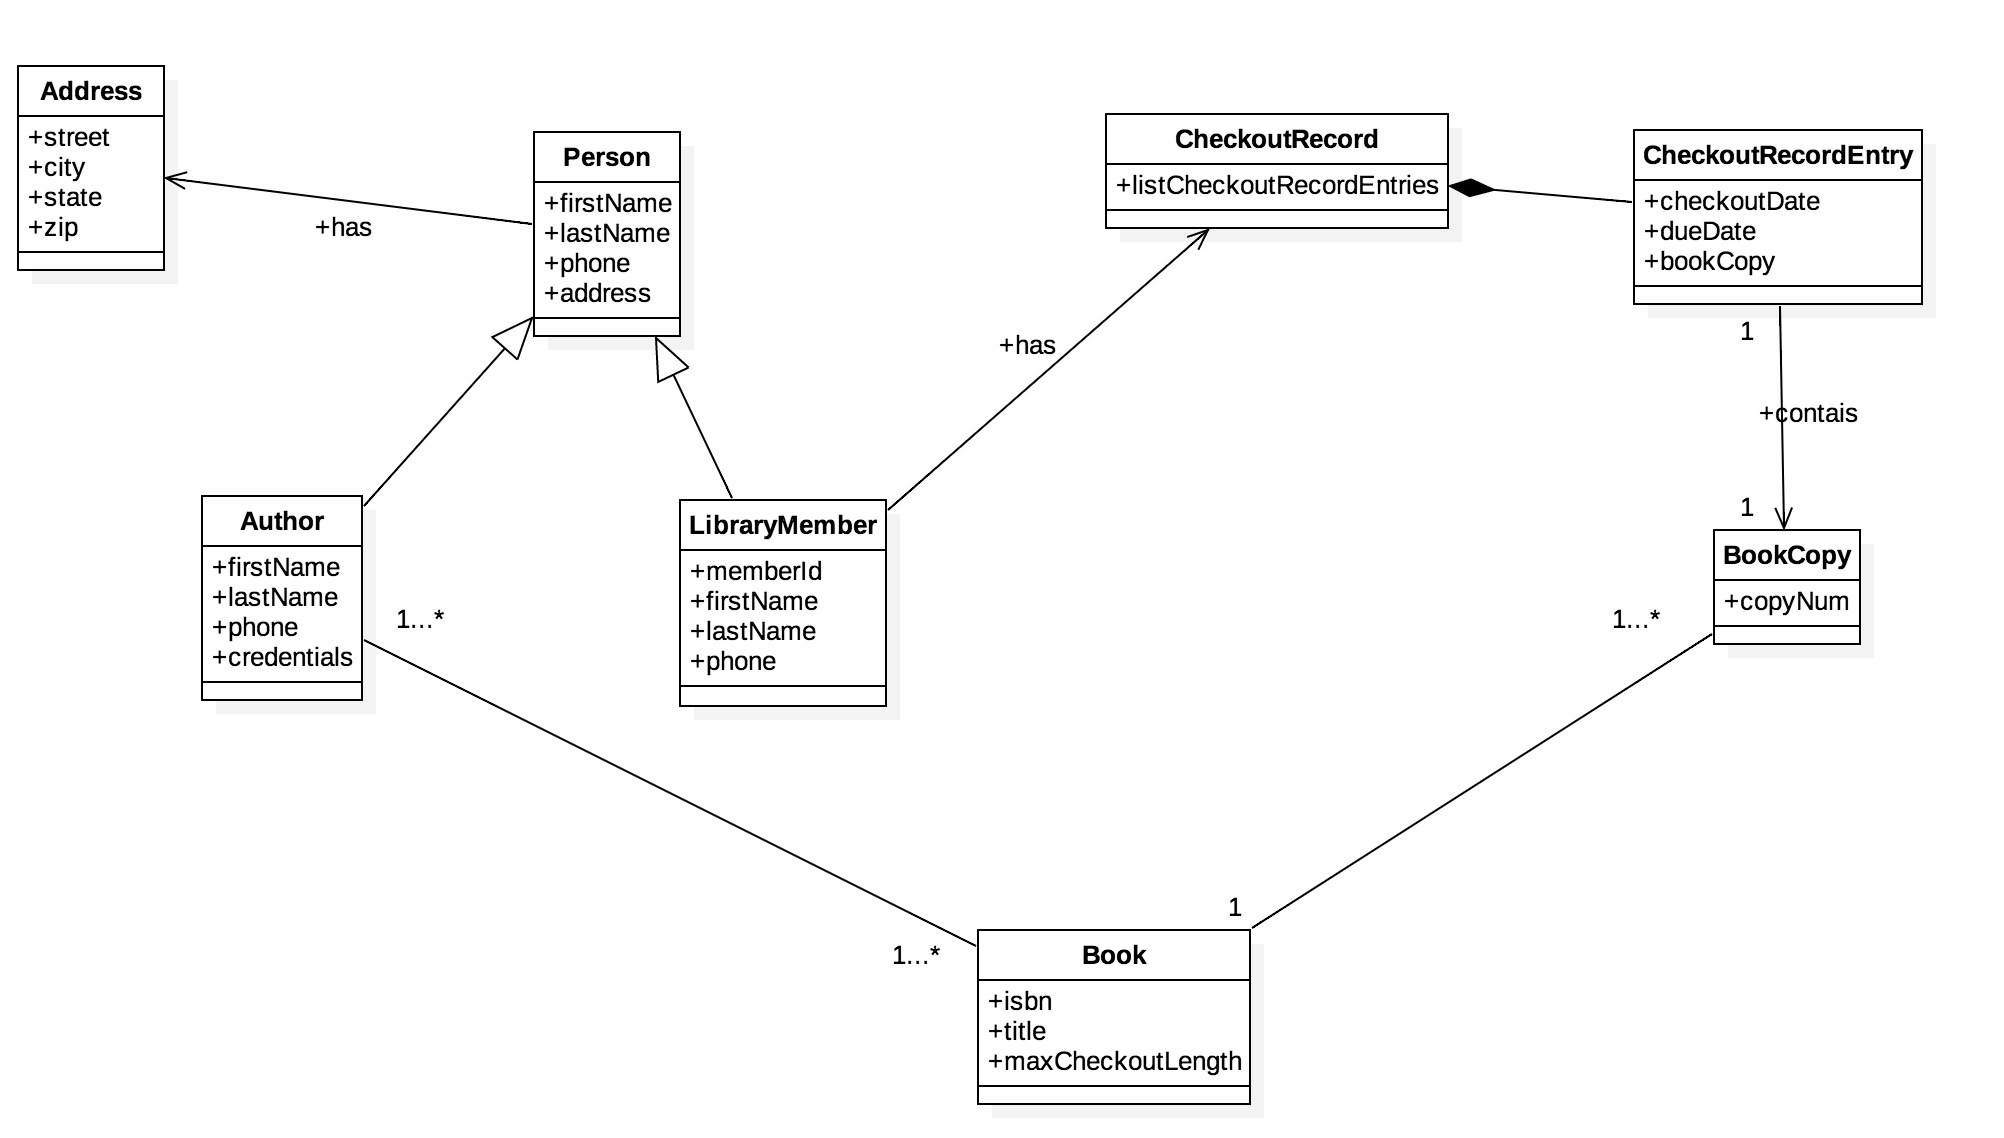 Address
+street
+city
+state
+zip
+has
Person
+firstName
+lastName
+phone
+address
CheckoutRecord
+listCheckoutRecordEntries
CheckoutRecordEntry
+checkoutDate
+dueDate
+bookCopy
+has
1
+contais
1
Author
+firstName
+lastName
+phone
+credentials
1...*
LibraryMember
+memberId
+firstName
+lastName
+phone
BookCopy
+copyNum
1...*
1
1...*
Book
+isbn
+title
+maxCheckoutLength